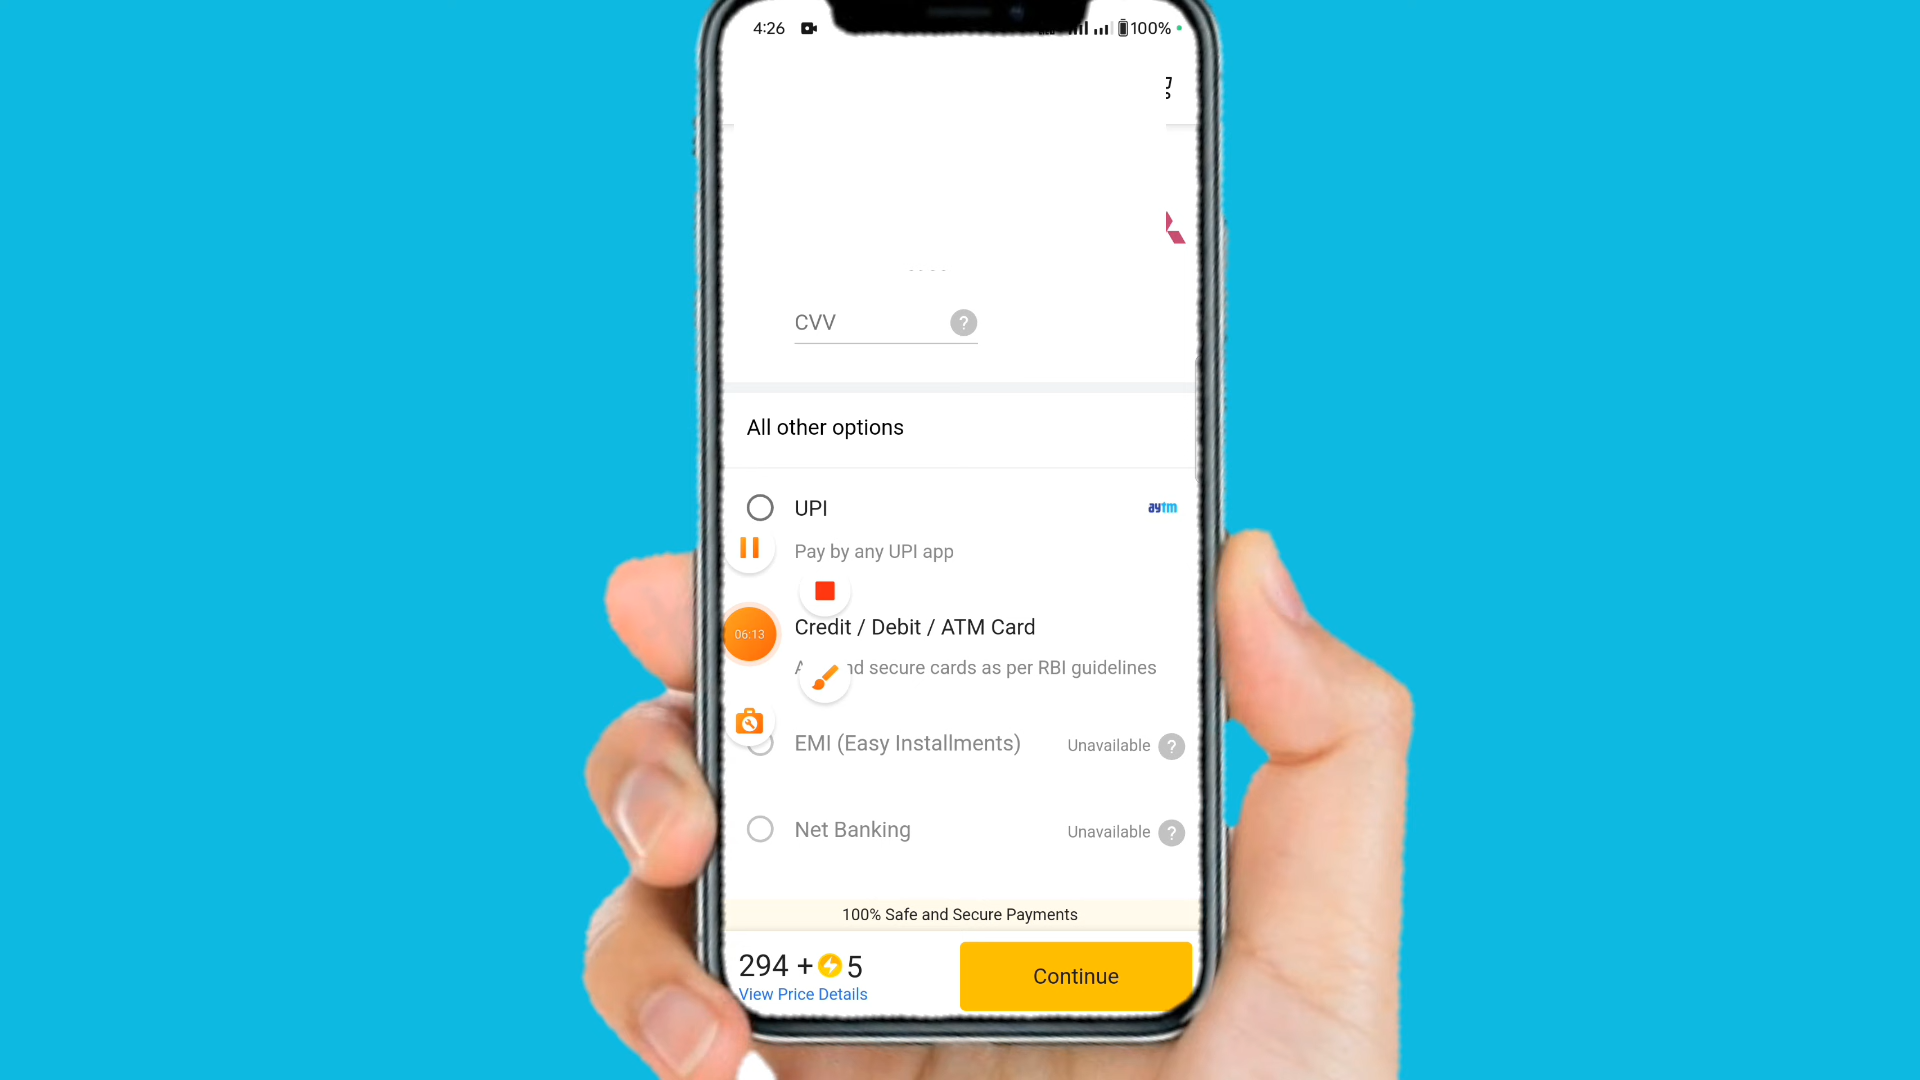 4:26
100%
CVV
?
All other options
UPI
aytm
Pay by any UPI app
06:13
Credit / Debit / ATM Card
secure cards as per RBI guidelines
EMI (Easy Installments)
Unavailable ?
Net Banking
Unavailable ?
100% Safe and Secure Payments
294 + 5
Continue
View Price Details